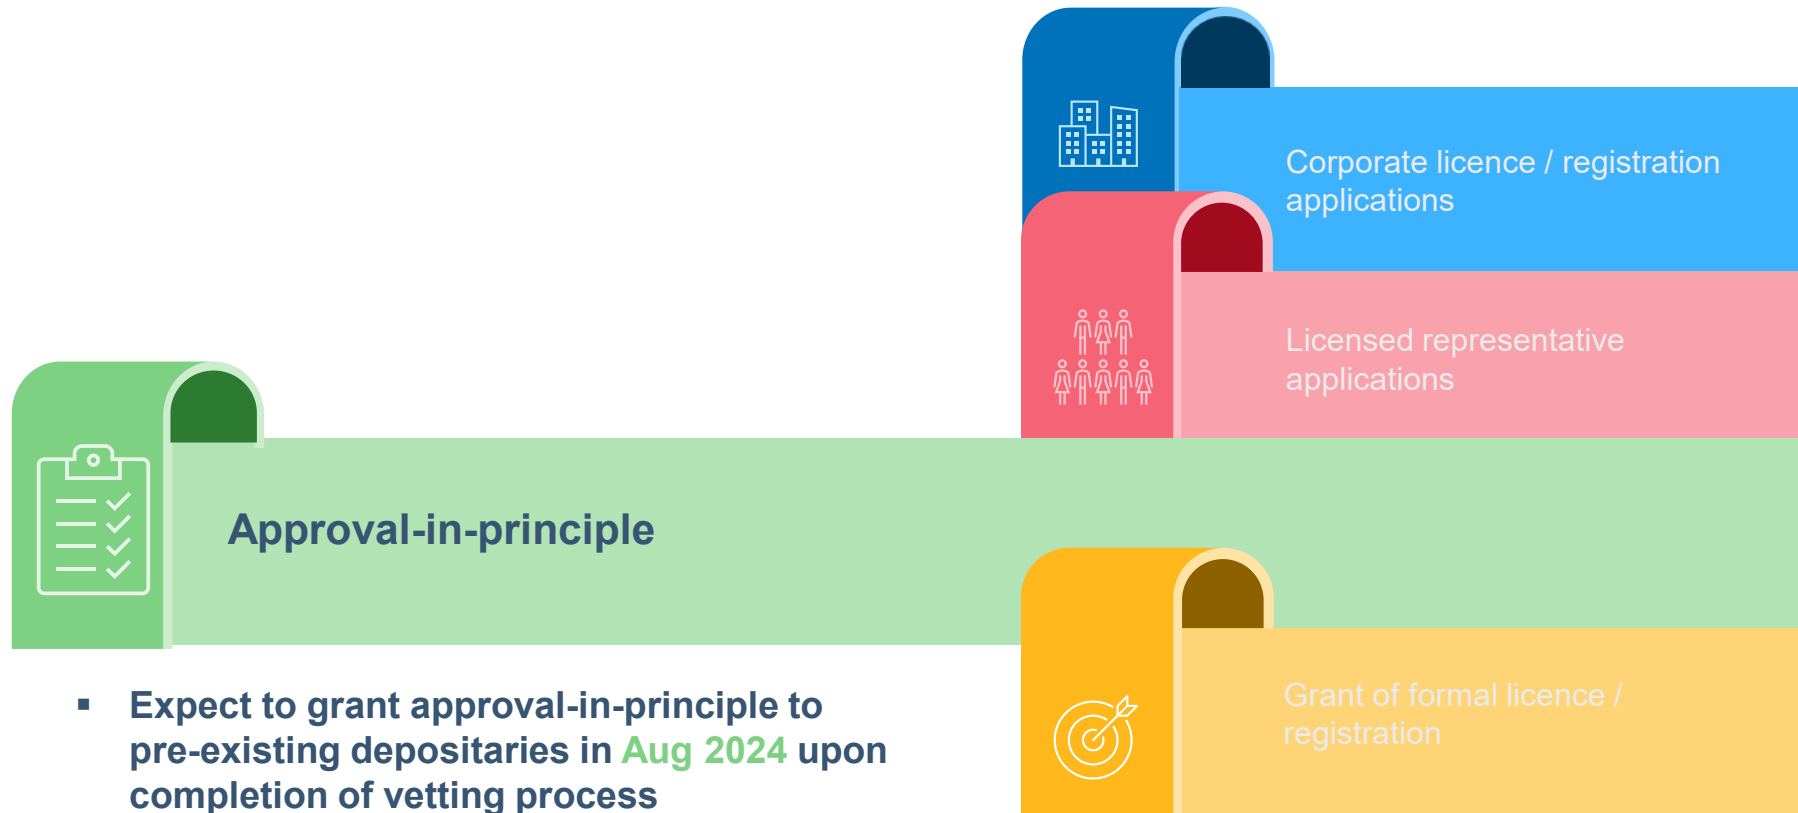 Corporate licence / registration
applications
Licensed representative
applications
Approval-in-principle
Grant of formal licence /
registration
▪ Expect to grant approval-in-principle to
pre-existing depositaries in Aug 2024 upon
completion of vetting process